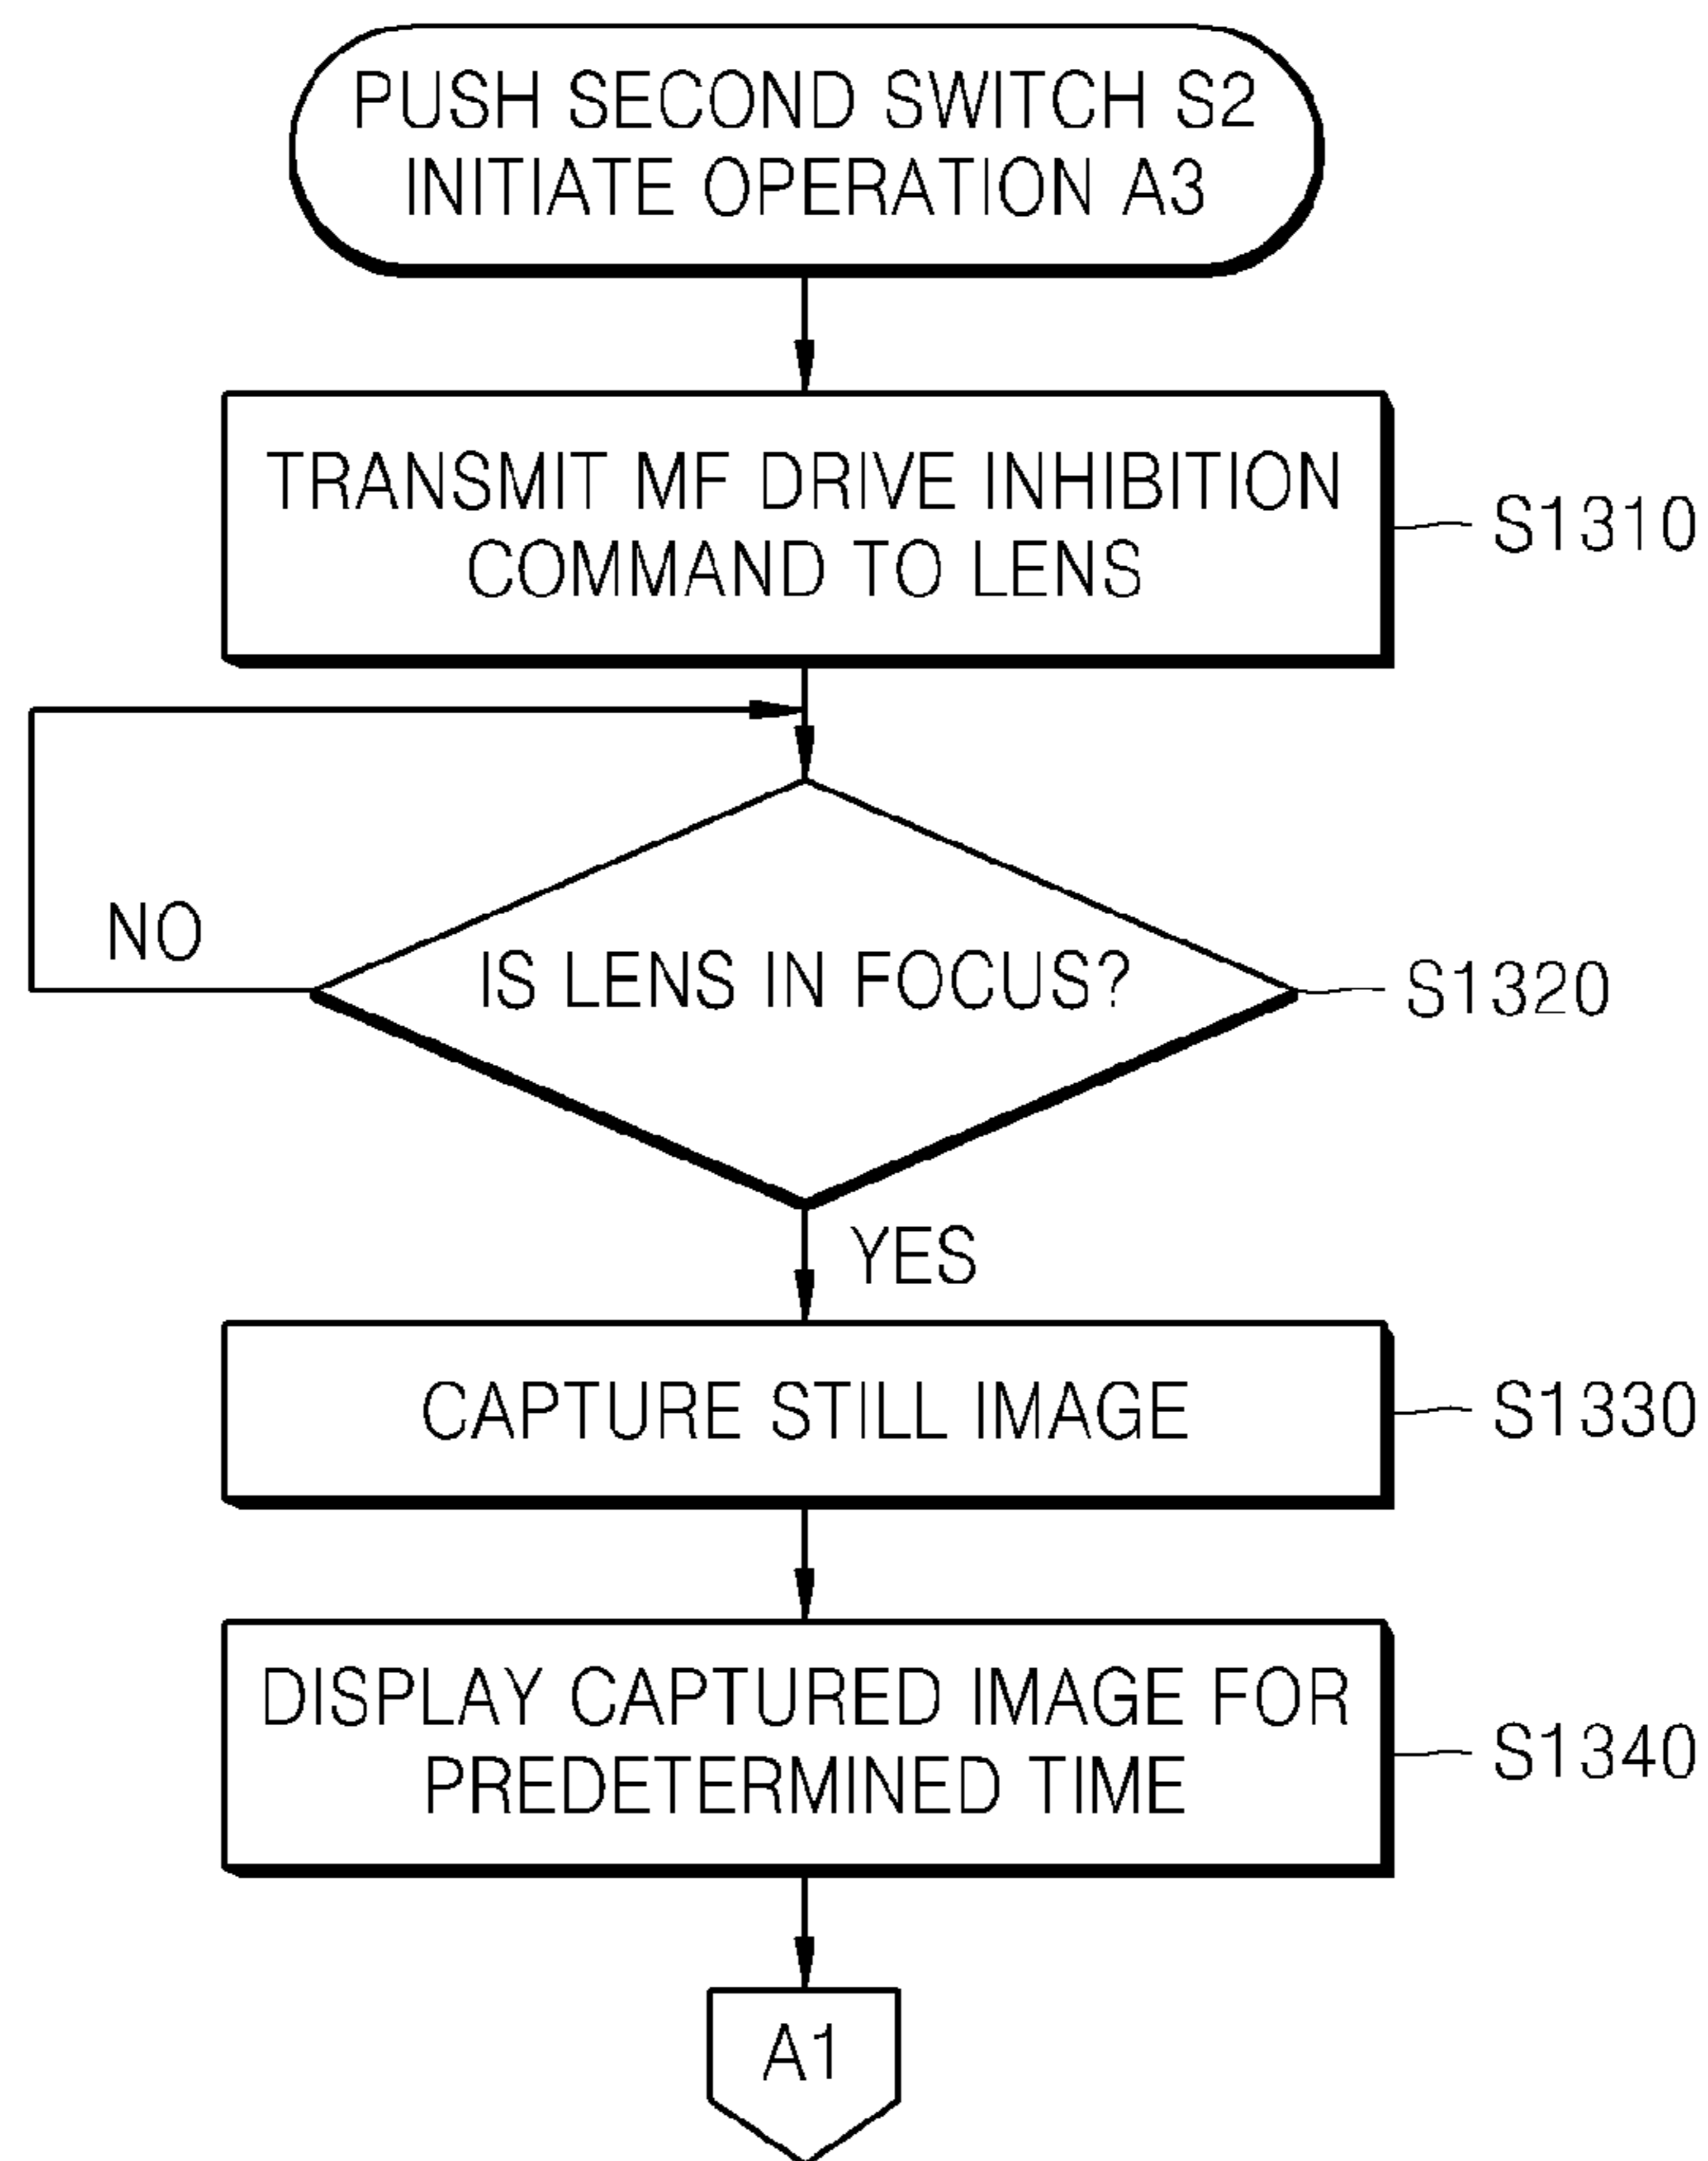 PUSH SECOND SWITCH S2
INITIATE OPERATION A3
TRANSMIT MF DRIVE INHIBITION
COMMAND TO LENS
S1310
NO
IS LENS IN FOCUS?
S1320
YES
CAPTURE STILL IMAGE
S1330
DISPLAY CAPTURED IMAGE FOR
PREDETERMINED TIME
S1340
A1